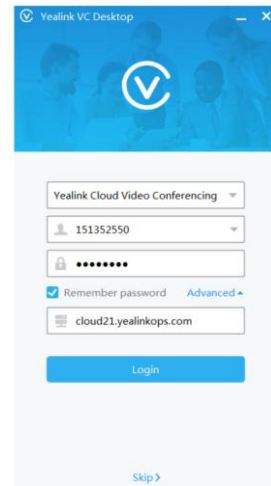 Yealink VC Desktop
Yealink Cloud Video Conferencing
151352550
••••••••
Remember password Advanced
cloud21.yealinkops.com
Login
Skip